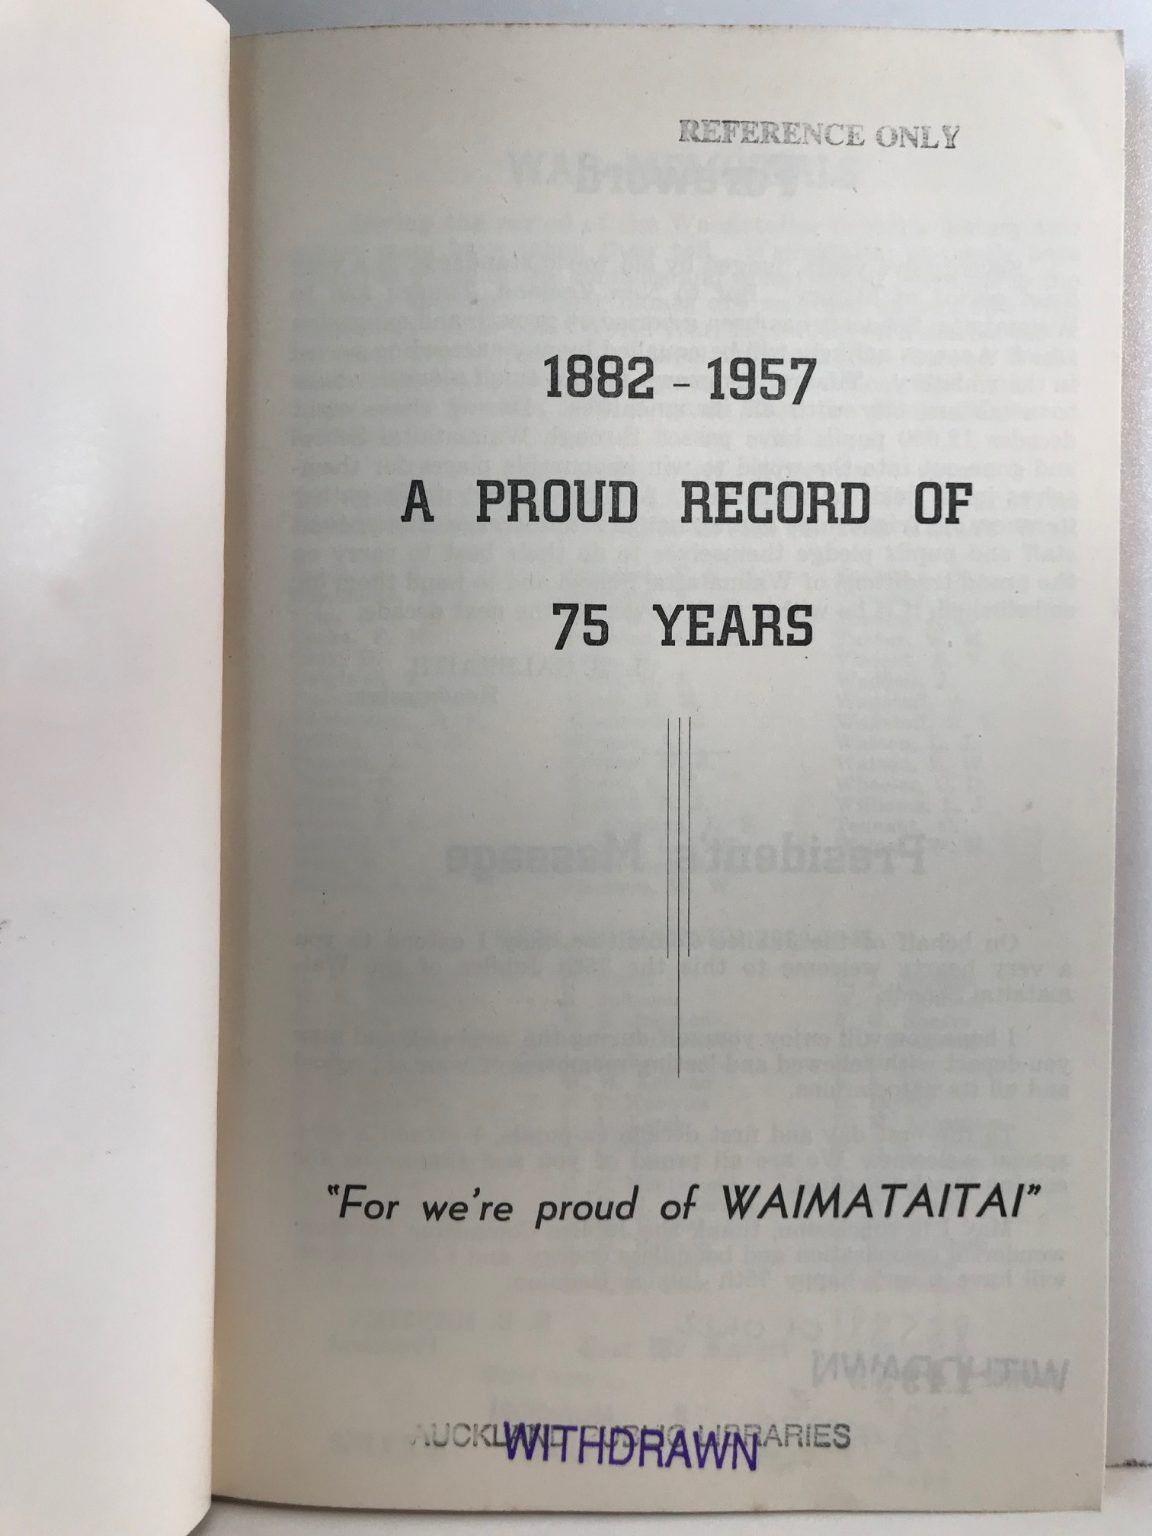 REFERENCE ONLY
1882 - 1957
A PROUD RECORD OF
75 YEARS
"For we're proud of WAIMATAITAI"
AUCKLAND PUBLIC LIBRARIES
WITHDRAWN